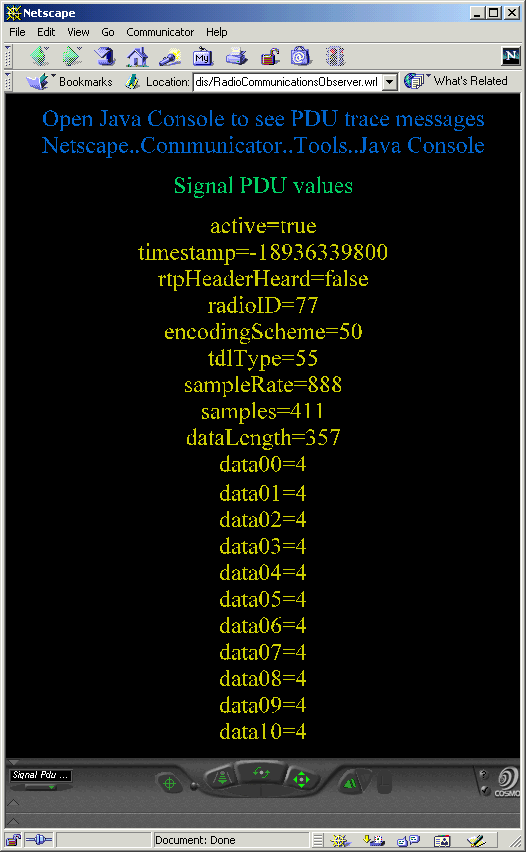 Netscape
File Edit View Go Communicator Help
My
N
Bookmarks Location: dis/RadioCommunicationsObserver.wrl What's Related
Open Java Console to see PDU trace messages
Netscape..Communicator..Tools..Java Console
Signal PDU values
active=true
timestamp=-18936339800
rtpHeaderHeard=false
radioID=77
encodingScheme=50
tdlType=55
sampleRate=888
samples=411
dataLength=357
data00=4
data01=4
data02=4
data03=4
data04=4
data05=4
data06=4
data07=4
data08=4
data09=4
data10=4
Signal Pdu ...
COSMO
Document: Done